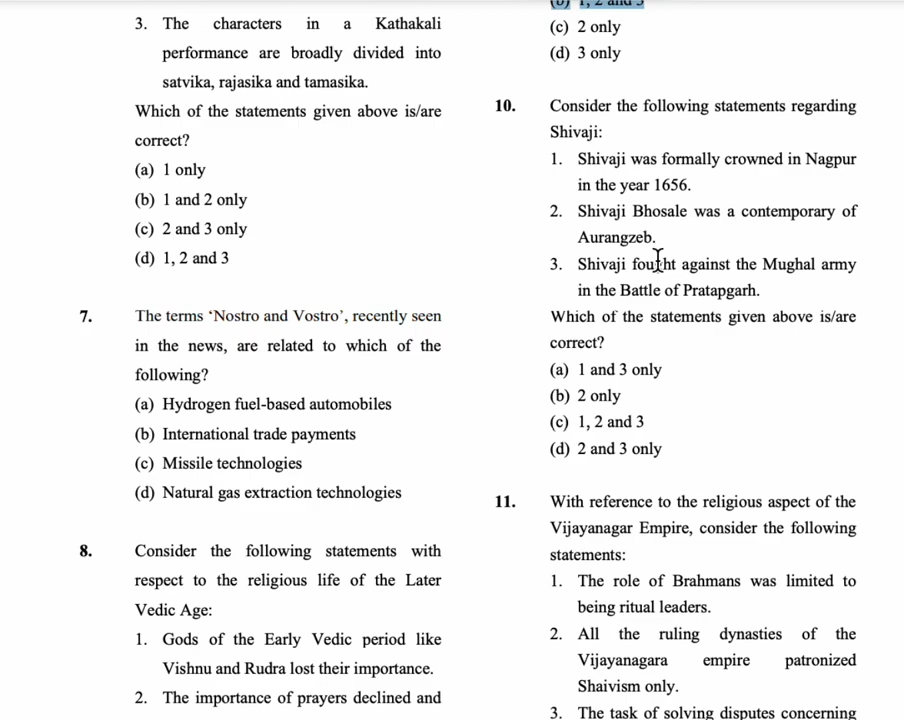 3. The characters in a Kathakali
performance are broadly divided into
satvika, rajasika and tamasika.
Which of the statements given above is/are
correct?
(a) 1 only
(b) 1 and 2 only
(c) 2 and 3 only
(d) 1, 2 and 3
7. The terms ‘Nostro and Vostro’, recently seen
in the news, are related to which of the
following?
(a) Hydrogen fuel-based automobiles
(b) International trade payments
(c) Missile technologies
(d) Natural gas extraction technologies
8. Consider the following statements with
respect to the religious life of the Later
Vedic Age:
1. Gods of the Early Vedic period like
Vishnu and Rudra lost their importance.
2. The importance of prayers declined and
(b) 1, 2 and 3
(c) 2 only
(d) 3 only
10. Consider the following statements regarding
Shivaji:
1. Shivaji was formally crowned in Nagpur
in the year 1656.
2. Shivaji Bhosale was a contemporary of
Aurangzeb.
3. Shivaji fought against the Mughal army
in the Battle of Pratapgarh.
Which of the statements given above is/are
correct?
(a) 1 and 3 only
(b) 2 only
(c) 1, 2 and 3
(d) 2 and 3 only
11. With reference to the religious aspect of the
Vijayanagar Empire, consider the following
statements:
1. The role of Brahmans was limited to
being ritual leaders.
2. All the ruling dynasties of the
Vijayanagara empire patronized
Shaivism only.
3. The task of solving disputes concerning